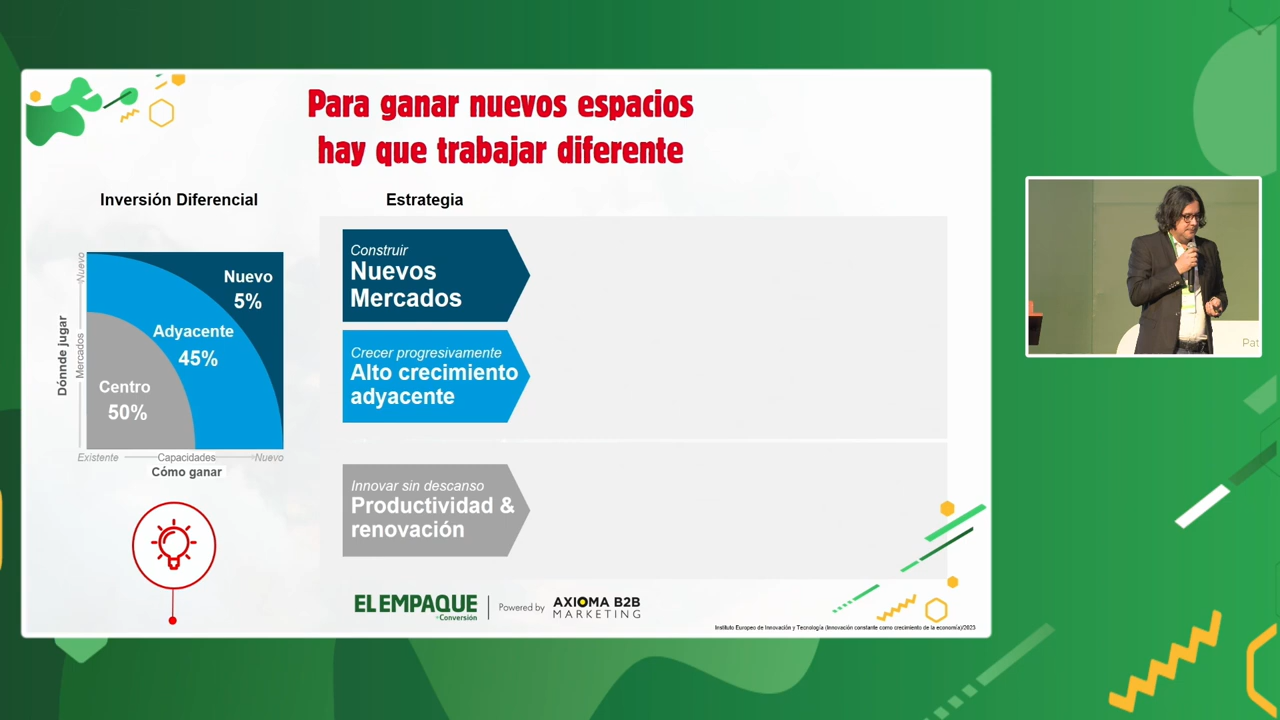 Para ganar nuevos espacios
hay que trabajar diferente
Inversión Diferencial
Estrategia
Nuevo
Mercados
Dónnde jugar
Nuevo
5%
Adyacente
45%
Centro
50%
Existente
Capacidades
Nuevo
Cómo ganar
Construir
Nuevos
Mercados
Crecer progresivamente
Alto crecimiento
adyacente
Innovar sin descanso
Productividad &
renovación
EL EMPAQUE
+Conversión
Powered by
AXIOMA B2B
MARKETING
Instituto Europeo de Innovación y Tecnología (Innovación constante como crecimiento de la economía)/2025
Pat